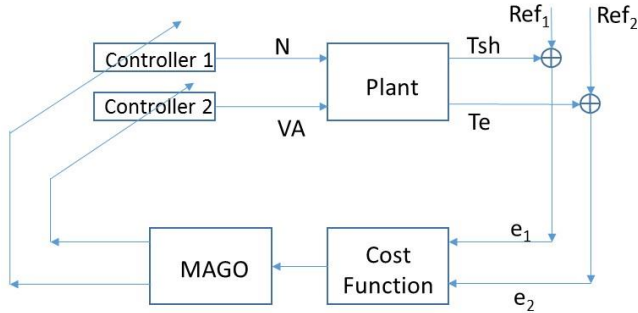 Ref₁
Ref₂
Controller 1
N
Plant
Tsh
Controller 2
VA
Te
MAGO
Cost
Function
e₁
e₂